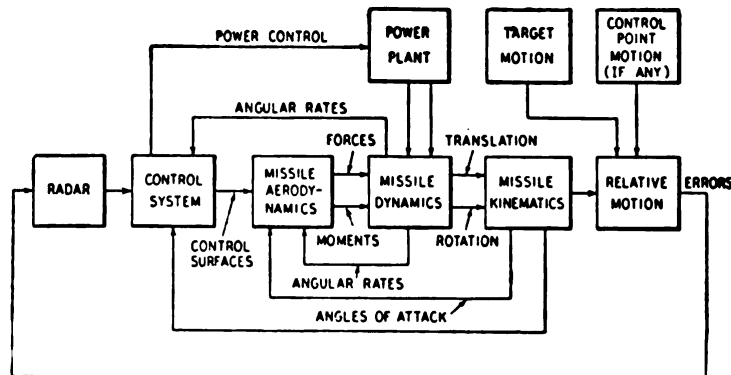 POWER CONTROL
POWER
PLANT
TARGET
MOTION
CONTROL
POINT
MOTION
(IF ANY)
ANGULAR RATES
FORCES
TRANSLATION
RADAR
CONTROL
SYSTEM
MISSILE
AERODY-
NAMICS
MISSILE
DYNAMICS
MISSILE
KINEMATICS
RELATIVE
MOTION
ERRORS
CONTROL
SURFACES
MOMENTS
ROTATION
ANGULAR RATES
ANGLES OF ATTACK